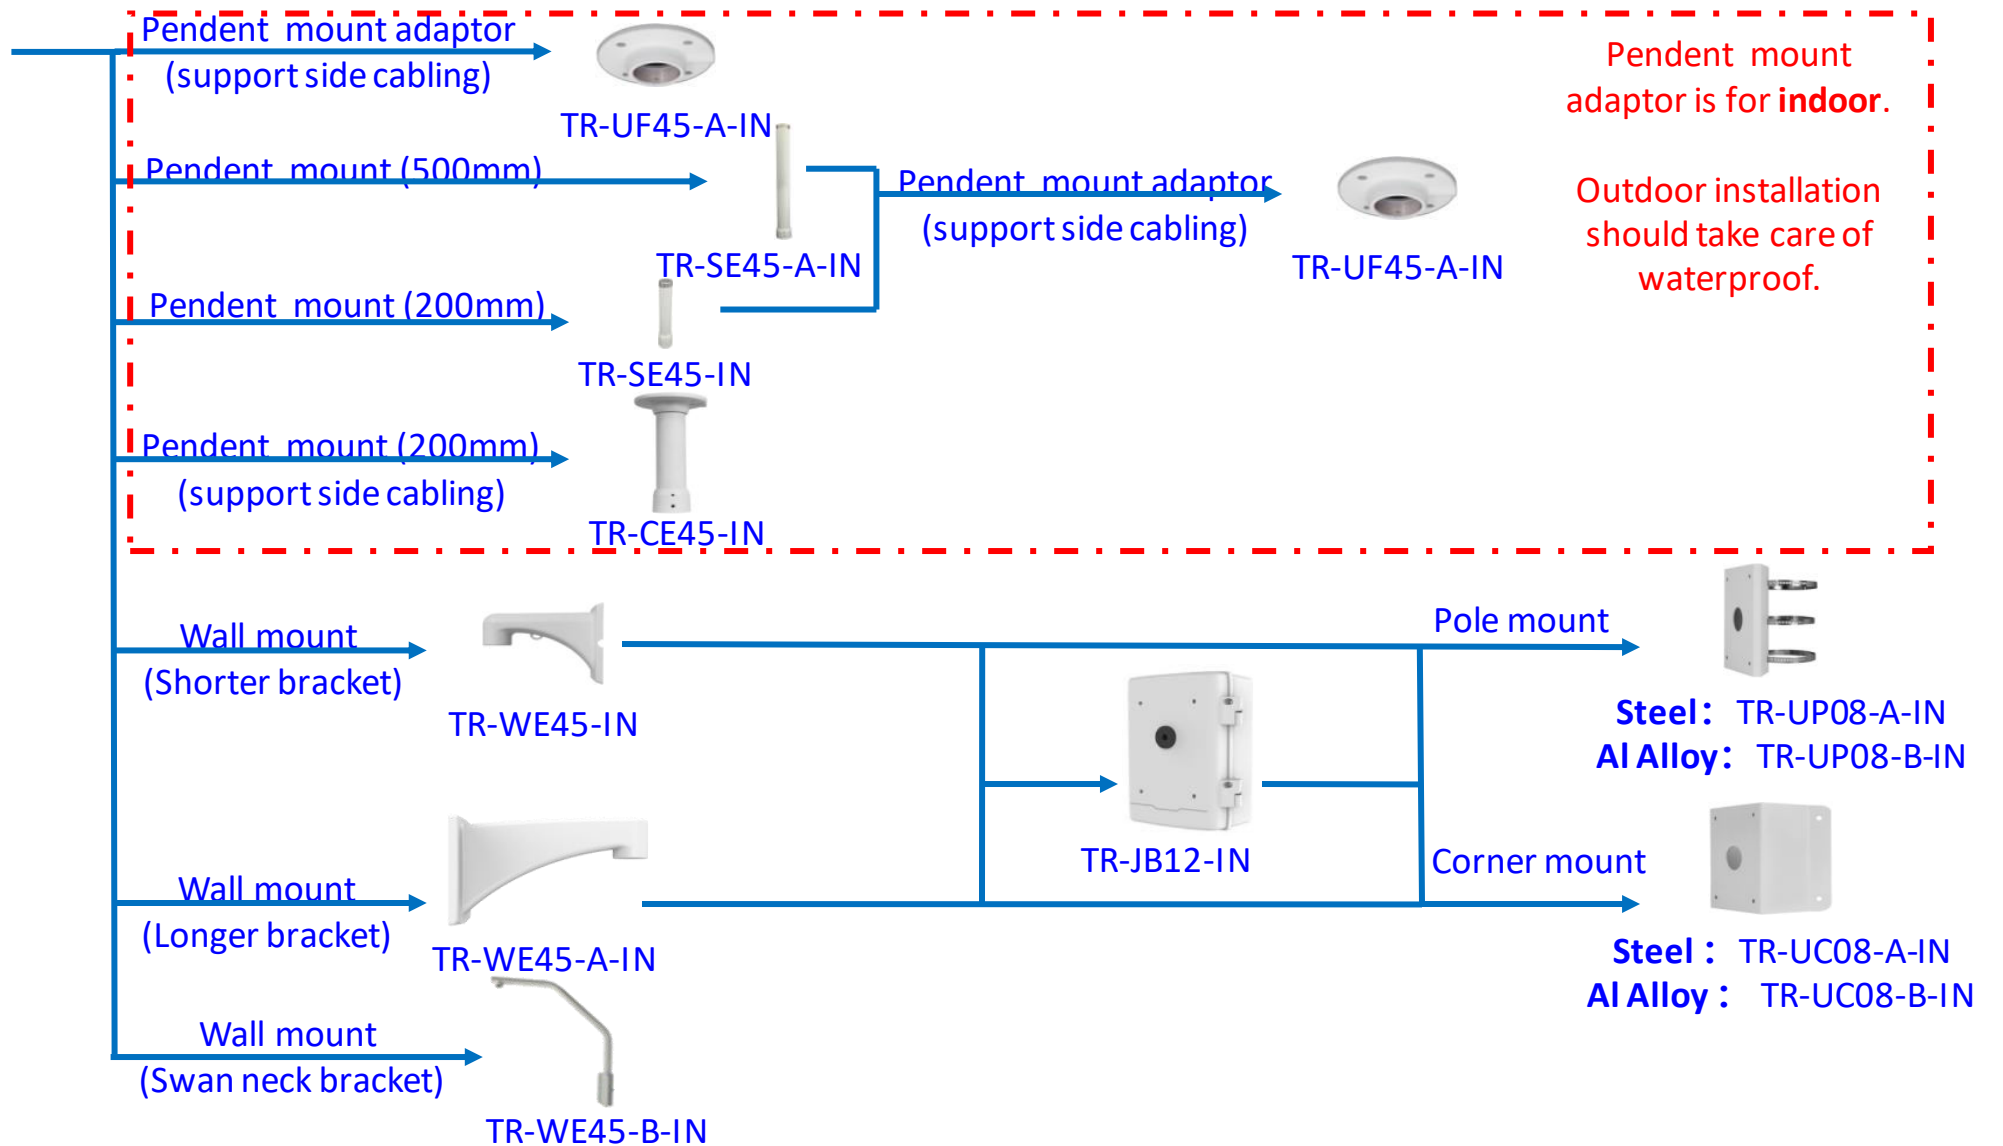 Pendent mount adaptor
(support side cabling)
TR-UF45-A-IN
Pendent mount
adaptor is for indoor.
Outdoor installation
should take care of
waterproof.
Pendent mount (500mm)
TR-SE45-A-IN
Pendent mount adaptor
(support side cabling)
TR-UF45-A-IN
Pendent mount (200mm)
TR-SE45-IN
Pendent mount (200mm)
(support side cabling)
TR-CE45-IN
Wall mount
(Shorter bracket)
TR-WE45-IN
Pole mount
Steel： TR-UP08-A-IN
Al Alloy： TR-UP08-B-IN
TR-JB12-IN
Wall mount
(Longer bracket)
TR-WE45-A-IN
Corner mount
Steel： TR-UC08-A-IN
Al Alloy： TR-UC08-B-IN
Wall mount
(Swan neck bracket)
TR-WE45-B-IN